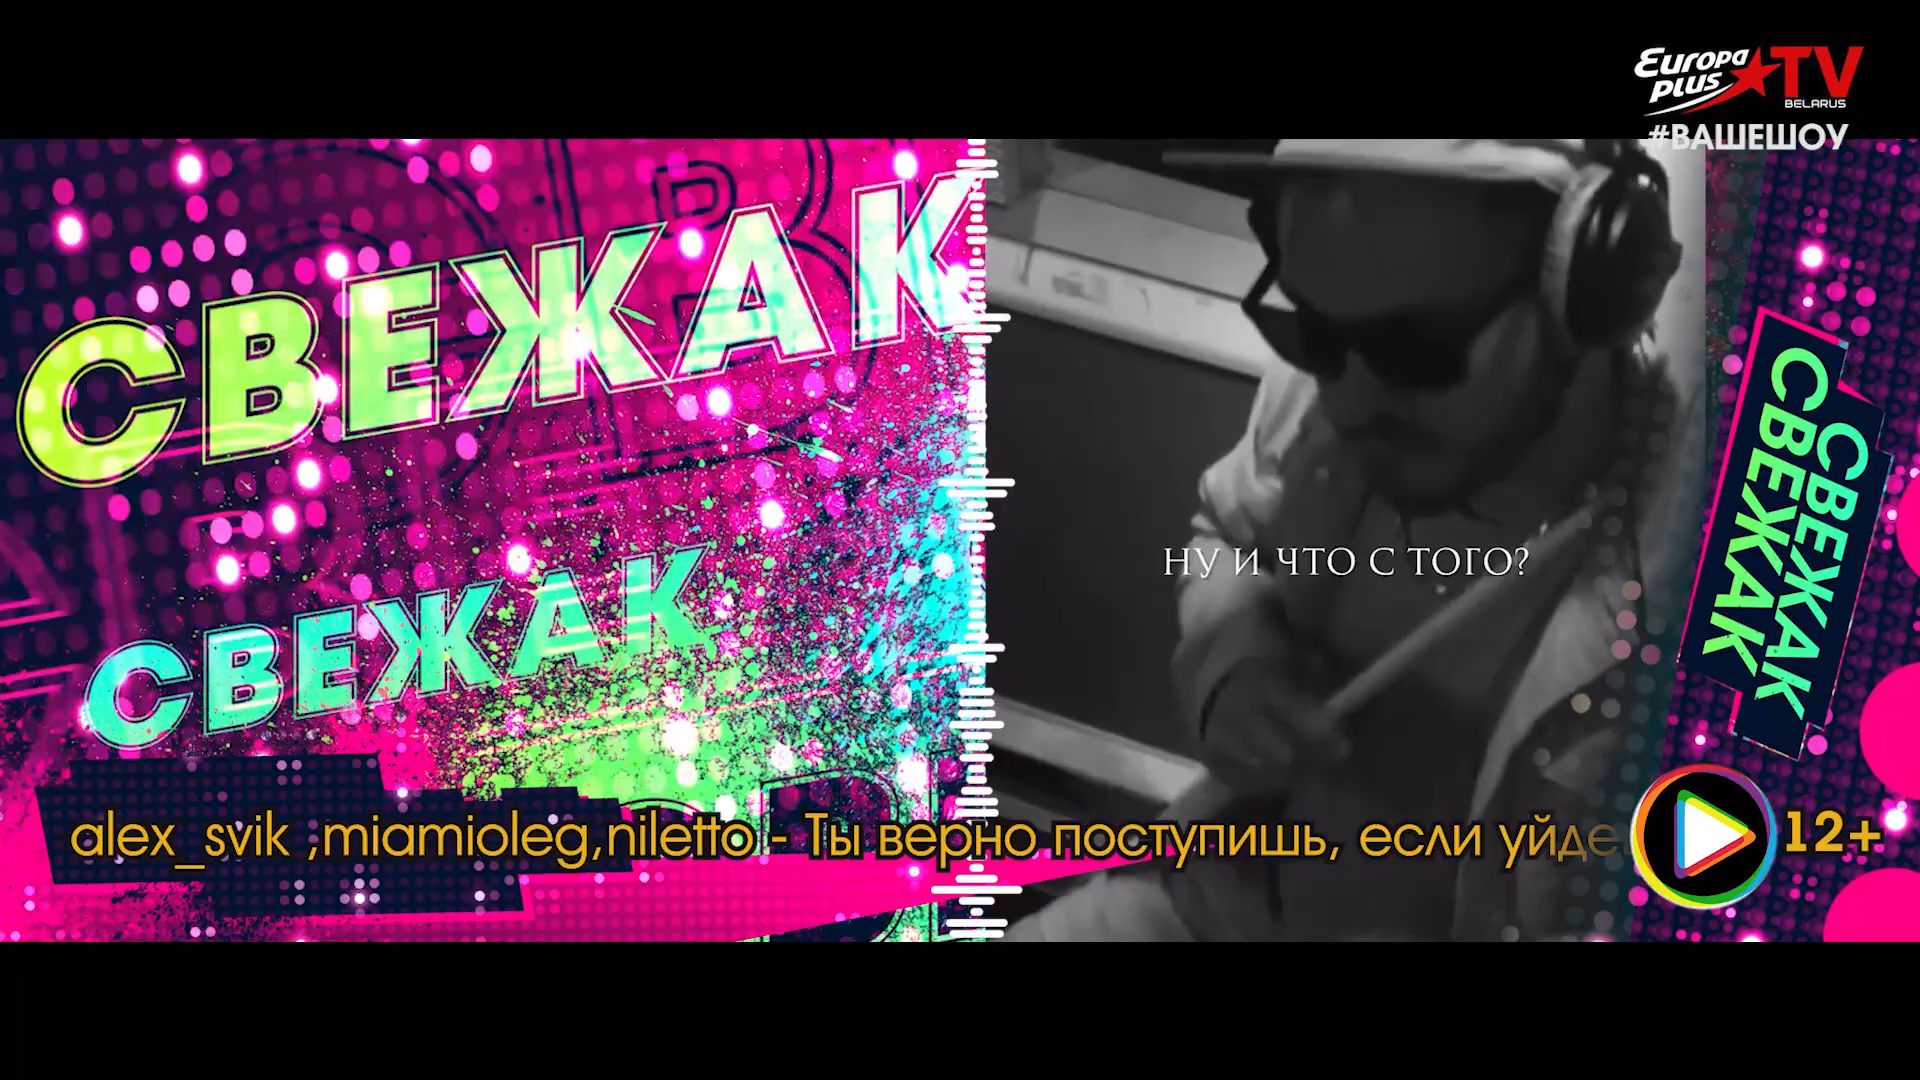 Europa
plus TV
BELARUS
#ВАШЕШОУ
СВЕЖАК
СВЕЖАК
НУ И ЧТО С ТОГО?
СВЕЖАК
СВЕЖАК
alex_svik ,miamioleg,niletto - Ты верно поступишь, если уйде
12+